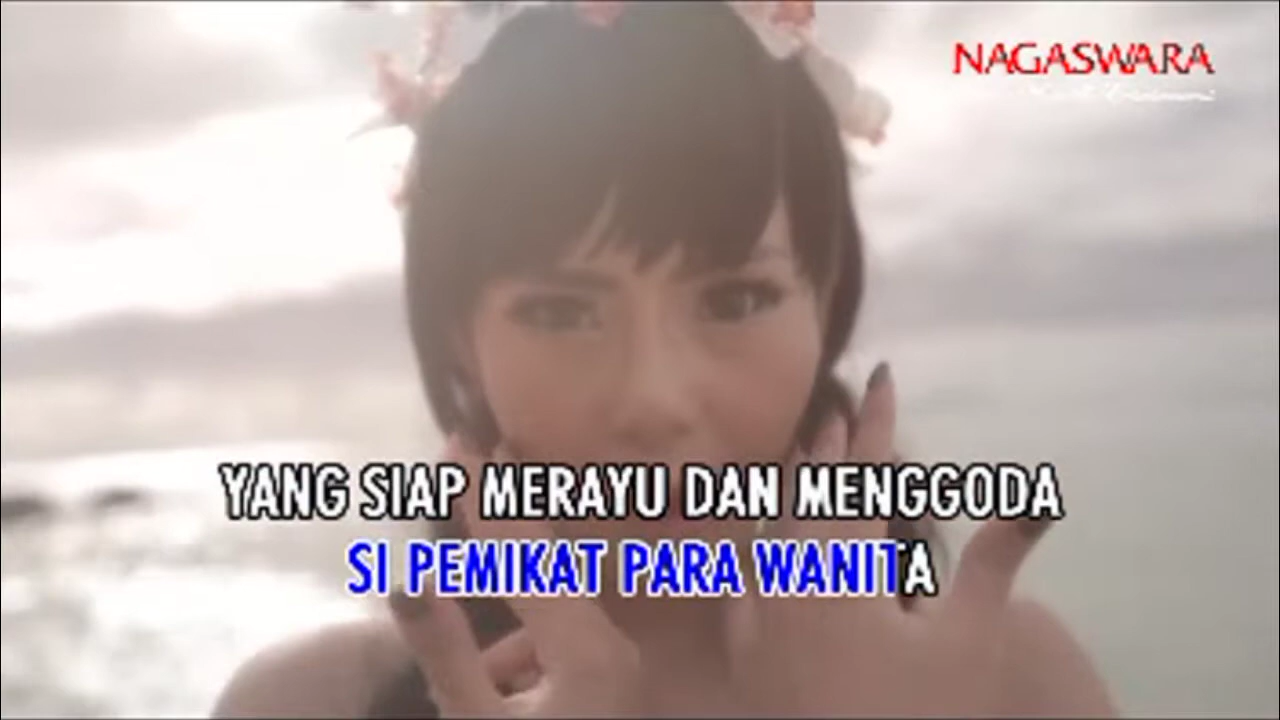 NAGASWARA
YANG SIAP MERAYU DAN MENGGODA
SI PEMIKAT PARA WANITA